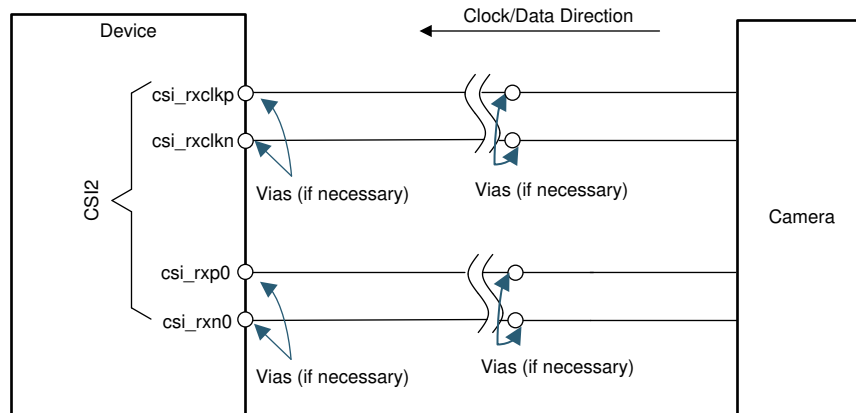 Clock/Data Direction
Device
csi_rxclkp
csi_rxclkn
Vias (if necessary)
Vias (if necessary)
CSI2
Camera
csi_rxp0
csi_rxn0
Vias (if necessary)
Vias (if necessary)